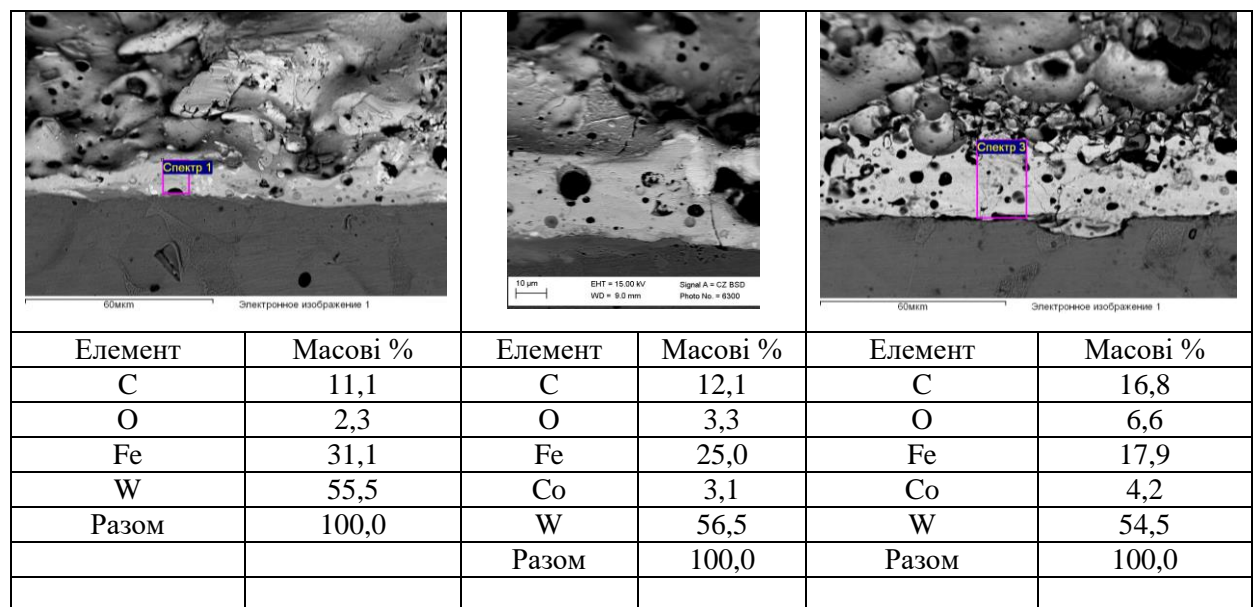 Спектр 1
60мкm
Электронное изображение 1
10 µm
EHT = 15.00 kV
WD = 9.0 mm
Signal A = CZ BSD
Photo No. = 6300
Спектр 3
60мкm
Электронное изображение 1
Елемент Масові % Елемент Масові % Елемент Масові %
C 11,1 C 12,1 C 16,8
O 2,3 O 3,3 O 6,6
Fe 31,1 Fe 25,0 Fe 17,9
W 55,5 Co 3,1 Co 4,2
Разом 100,0 W 56,5 W 54,5
Разом 100,0 Разом 100,0